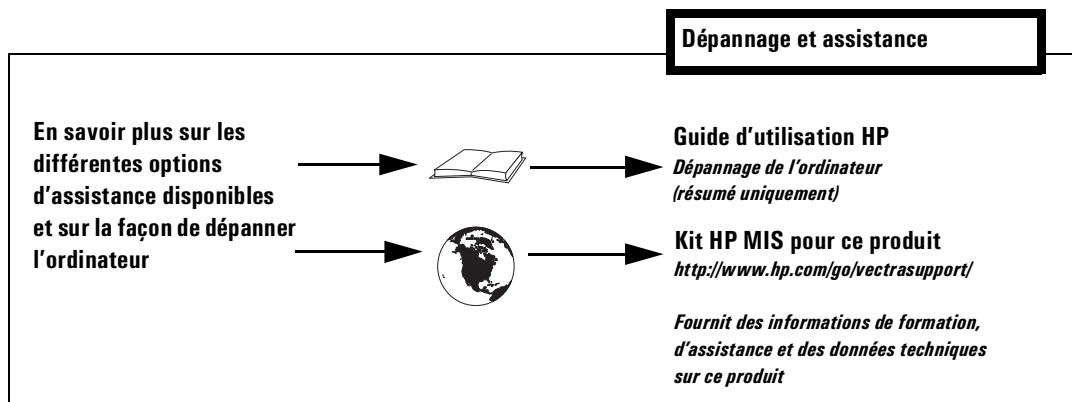 Dépannage et assistance
En savoir plus sur les
différentes options
d'assistance disponibles
et sur la façon de dépanner
l'ordinateur
Guide d'utilisation HP
Dépannage de l'ordinateur
(résumé uniquement)
Kit HP MIS pour ce produit
http://www.hp.com/go/vectrasupport/
Fournit des informations de formation,
d'assistance et des données techniques
sur ce produit